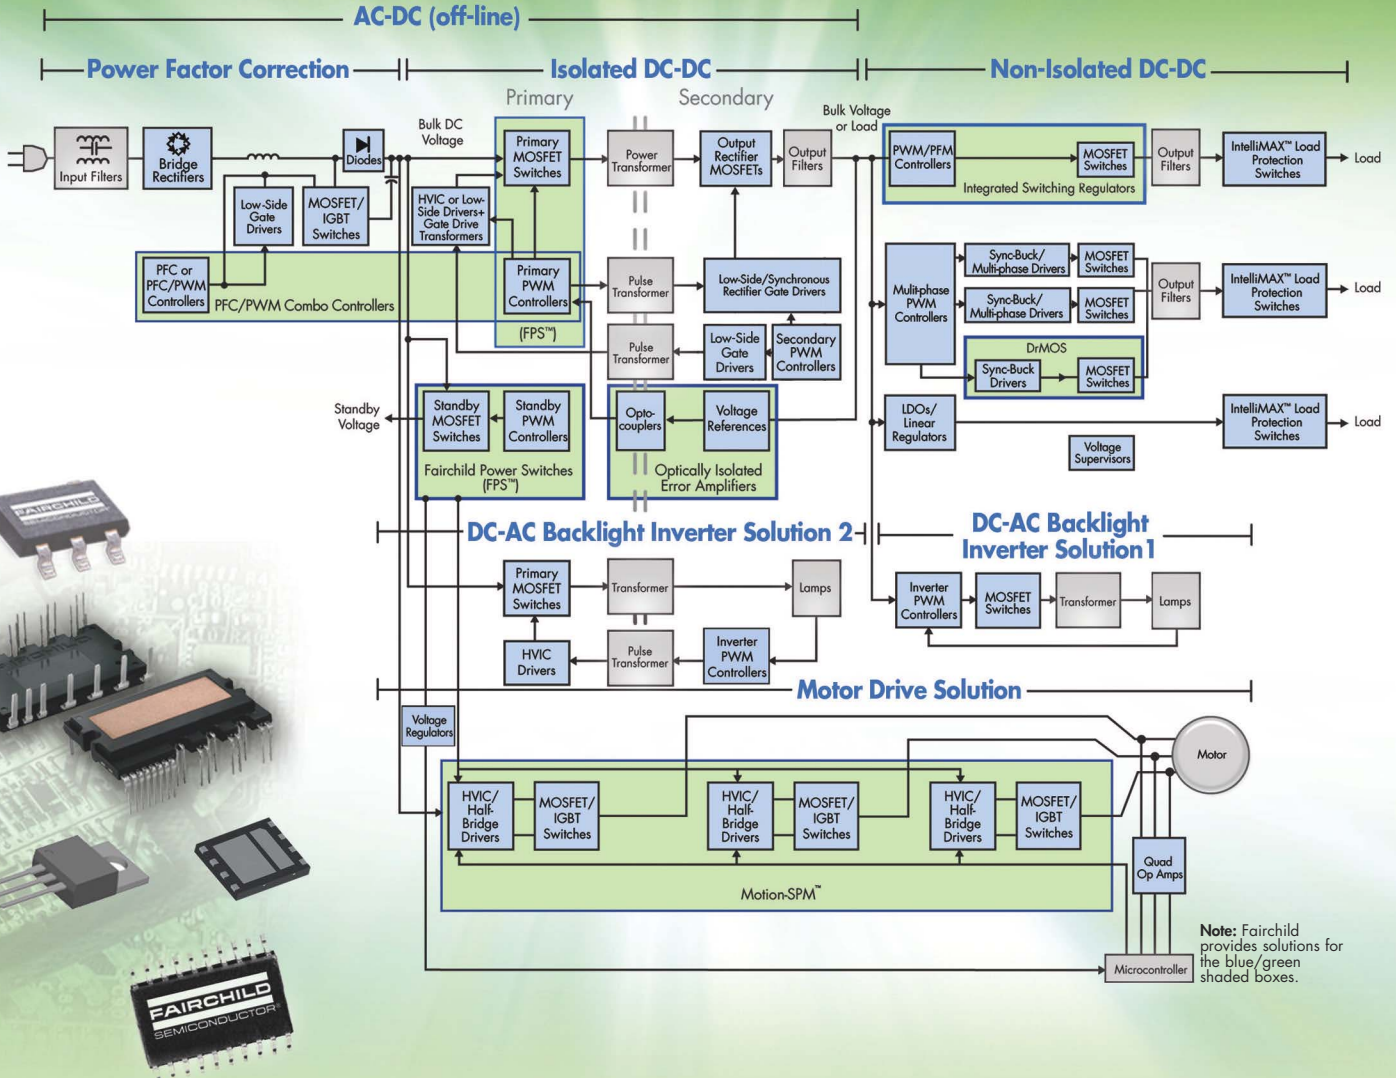 AC-DC (off-line)
Power Factor Correction
Isolated DC-DC
Non-Isolated DC-DC
Primary
Secondary
Bulk DC
Voltage
Bulk Voltage
or Load
Input Filters
Bridge
Rectifiers
Diodes
Low-Side
Gate
Drivers
MOSFET/
IGBT
Switches
HVIC or Low-
Side Drivers+
Gate Drive
Transformers
Primary
MOSFET
Switches
Power
Transformer
Output
Rectifier
MOSFETs
Output
Filters
PWM/PFM
Controllers
MOSFET
Switches
Integrated Switching Regulators
Output
Filters
IntelliMAX™ Load
Protection
Switches
Load
PFC or
PFC/PWM
Controllers
PFC/PWM Combo Controllers
Primary
PWM
Controllers
(FPS™)
Pulse
Transformer
Low-Side/Synchronous
Rectifier Gate Drivers
Pulse
Transformer
Low-Side
Gate
Drivers
Secondary
PWM
Controllers
Mulit-phase
PWM
Controllers
Sync-Buck/
Multi-phase Drivers
MOSFET
Switches
Sync-Buck/
Multi-phase Drivers
MOSFET
Switches
DrMOS
Sync-Buck
Drivers
MOSFET
Switches
Output
Filters
IntelliMAX™ Load
Protection
Switches
Load
Standby
Voltage
Standby
MOSFET
Switches
Standby
PWM
Controllers
Fairchild Power Switches
(FPS™)
Opto-
couplers
Voltage
References
Optically Isolated
Error Amplifiers
LDOs/
Linear
Regulators
Voltage
Supervisors
IntelliMAX™ Load
Protection
Switches
Load
DC-AC Backlight Inverter Solution 2
DC-AC Backlight
Inverter Solution1
Primary
MOSFET
Switches
Transformer
Lamps
HVIC
Drivers
Pulse
Transformer
Inverter
PWM
Controllers
Inverter
PWM
Controllers
MOSFET
Switches
Transformer
Lamps
Motor Drive Solution
Voltage
Regulators
HVIC/
Half-
Bridge
Drivers
MOSFET/
IGBT
Switches
HVIC/
Half-
Bridge
Drivers
MOSFET/
IGBT
Switches
HVIC/
Half-
Bridge
Drivers
MOSFET/
IGBT
Switches
Motion-SPM™
Motor
Quad
Op Amps
Microcontroller
Note: Fairchild
provides solutions for
the blue/green
shaded boxes.
FAIRCHILD
SEMICONDUCTOR
FAIRCHILD
SEMICONDUCTOR®